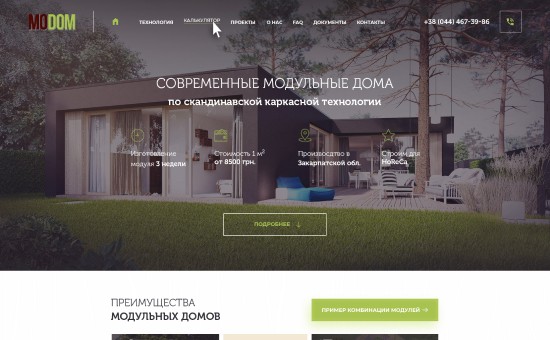 MODOM
ТЕХНОЛОГИЯ КАЛЬКУЛЯТОР ПРОЕКТЫ О НАС FAQ ДОКУМЕНТЫ КОНТАКТЫ
+38 (044) 467-39-86
СОВРЕМЕННЫЕ МОДУЛЬНЫЕ ДОМА
по скандинавской каркасной технологии
Изготовление
модуля 3 недели
Стоимость 1 м²
от 8500 грн.
Производство в
Закарпатской обл.
Строим для
HoReCa
ПОДРОБНЕЕ
ПРЕИМУЩЕСТВА
МОДУЛЬНЫХ ДОМОВ
ПРИМЕР КОМБИНАЦИИ МОДУЛЕЙ